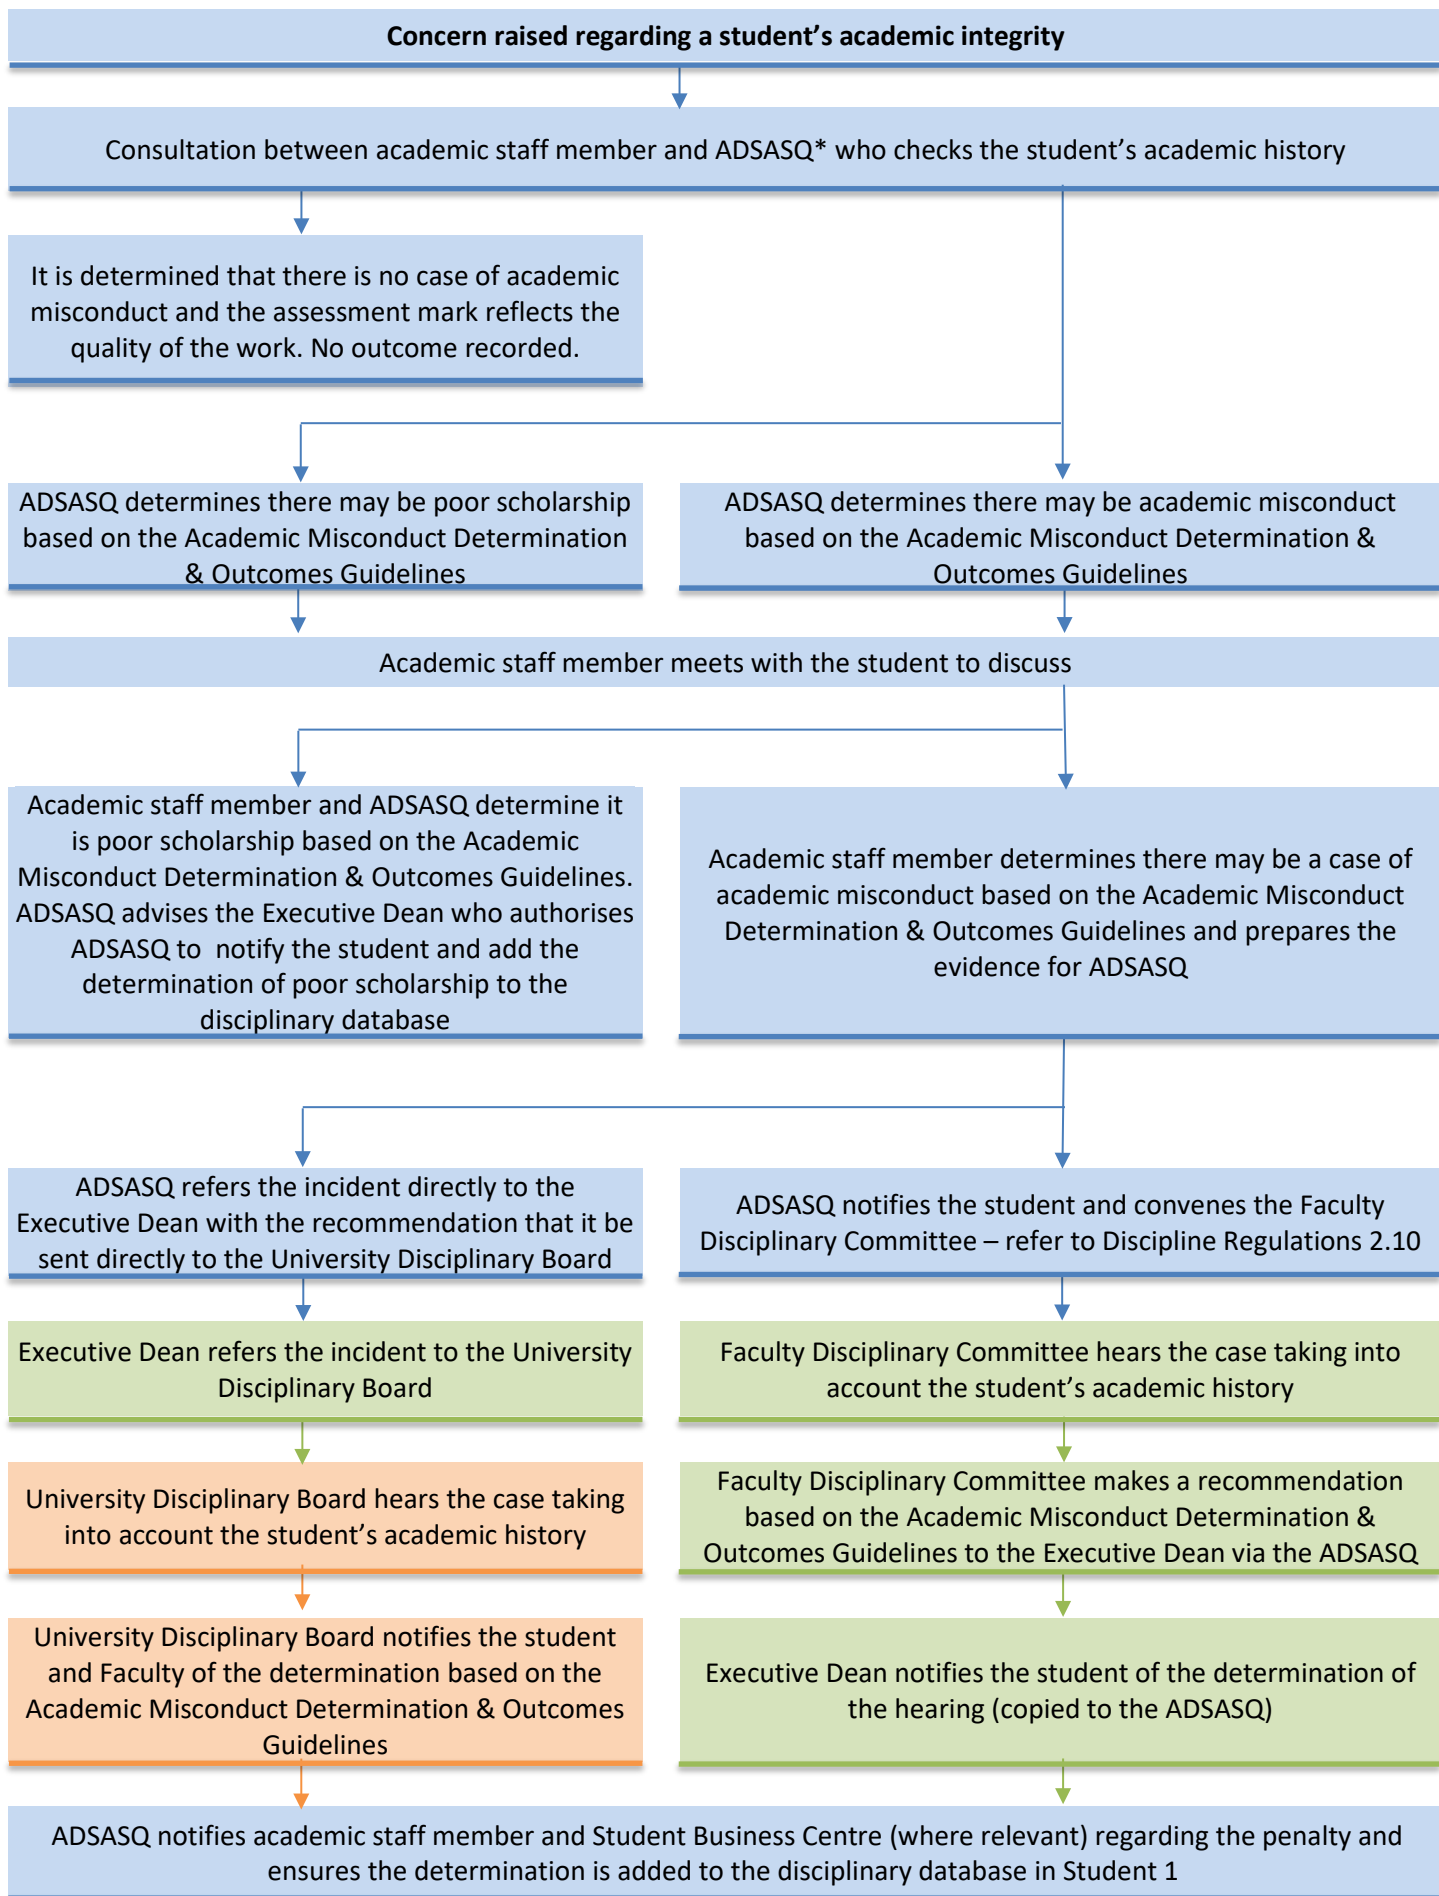 Concern raised regarding a student’s academic integrity
Consultation between academic staff member and ADSASQ* who checks the student’s academic history
It is determined that there is no case of academic
misconduct and the assessment mark reflects the
quality of the work. No outcome recorded.
ADSASQ determines there may be poor scholarship
based on the Academic Misconduct Determination
& Outcomes Guidelines
ADSASQ determines there may be academic misconduct
based on the Academic Misconduct Determination &
Outcomes Guidelines
Academic staff member meets with the student to discuss
Academic staff member and ADSASQ determine it
is poor scholarship based on the Academic
Misconduct Determination & Outcomes Guidelines.
ADSASQ advises the Executive Dean who authorises
ADSASQ to  notify the student and add the
determination of poor scholarship to the
disciplinary database
Academic staff member determines there may be a case of
academic misconduct based on the Academic Misconduct
Determination & Outcomes Guidelines and prepares the
evidence for ADSASQ
ADSASQ refers the incident directly to the
Executive Dean with the recommendation that it be
sent directly to the University Disciplinary Board
ADSASQ notifies the student and convenes the Faculty
Disciplinary Committee – refer to Discipline Regulations 2.10
Executive Dean refers the incident to the University
Disciplinary Board
Faculty Disciplinary Committee hears the case taking into
account the student’s academic history
University Disciplinary Board hears the case taking
into account the student’s academic history
Faculty Disciplinary Committee makes a recommendation
based on the Academic Misconduct Determination &
Outcomes Guidelines to the Executive Dean via the ADSASQ
University Disciplinary Board notifies the student
and Faculty of the determination based on the
Academic Misconduct Determination & Outcomes
Guidelines
Executive Dean notifies the student of the determination of
the hearing (copied to the ADSASQ)
ADSASQ notifies academic staff member and Student Business Centre (where relevant) regarding the penalty and
ensures the determination is added to the disciplinary database in Student 1